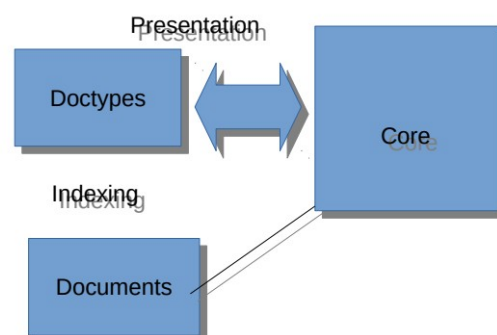 Presentation
Doctypes
Core
Indexing
Documents